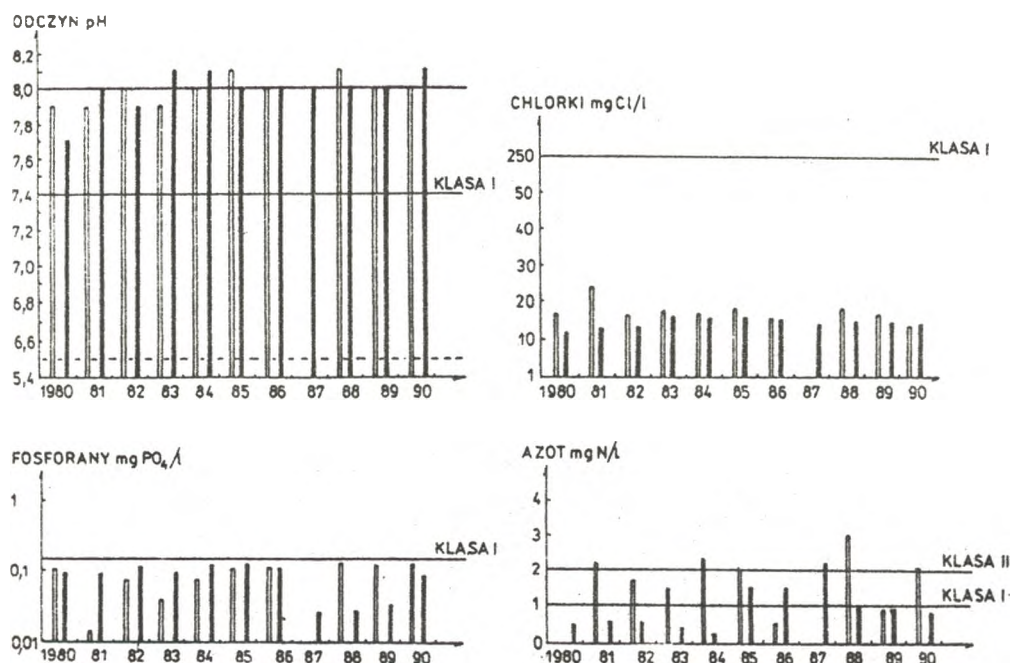 ODCZYN pH
8,2
8,0
7,8
7,6
KLASA I
7,4
7,2
7,0
6,8
6,6
5,4
1980 81 82 83 84 85 86 87 88 89 90
CHLORKI mgCl/l
KLASA I
250
50
40
30
20
10
1
1980 81 82 83 84 85 86 87 88 89 90
FOSFORANY mg PO4/l
1
KLASA I
0,1
0,01
1980 81 82 83 84 85 86 87 88 89 90
AZOT mg N/l
4
3
KLASA II
2
KLASA I
1
0
1980 81 82 83 84 85 86 87 88 89 90